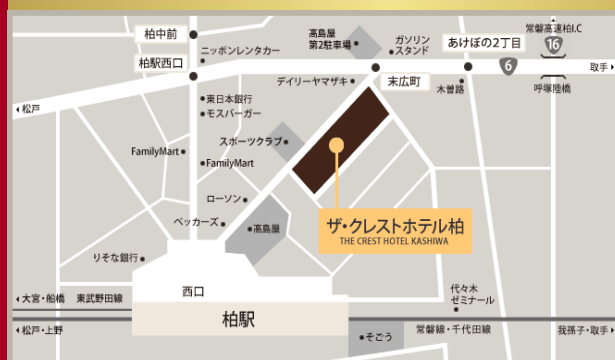 柏中前
高島屋
第2駐車場
ガソリン
スタンド
あけぼの2丁目
常磐高速柏I.C
16
ニッポンレンタカー
柏駅西口
6
取手
デイリーヤマザキ
末広町
木曽路
呼塚陸橋
松戸
東日本銀行
モスバーガー
スポーツクラブ
FamilyMart
FamilyMart
ローソン
ベッカーズ
高島屋
ザ・クレストホテル柏
THE CREST HOTEL KASHIWA
りそな銀行
西口
代々木
ゼミナール
大宮・船橋 東武野田線
柏駅
松戸・上野
そごう
常磐線・千代田線
我孫子・取手